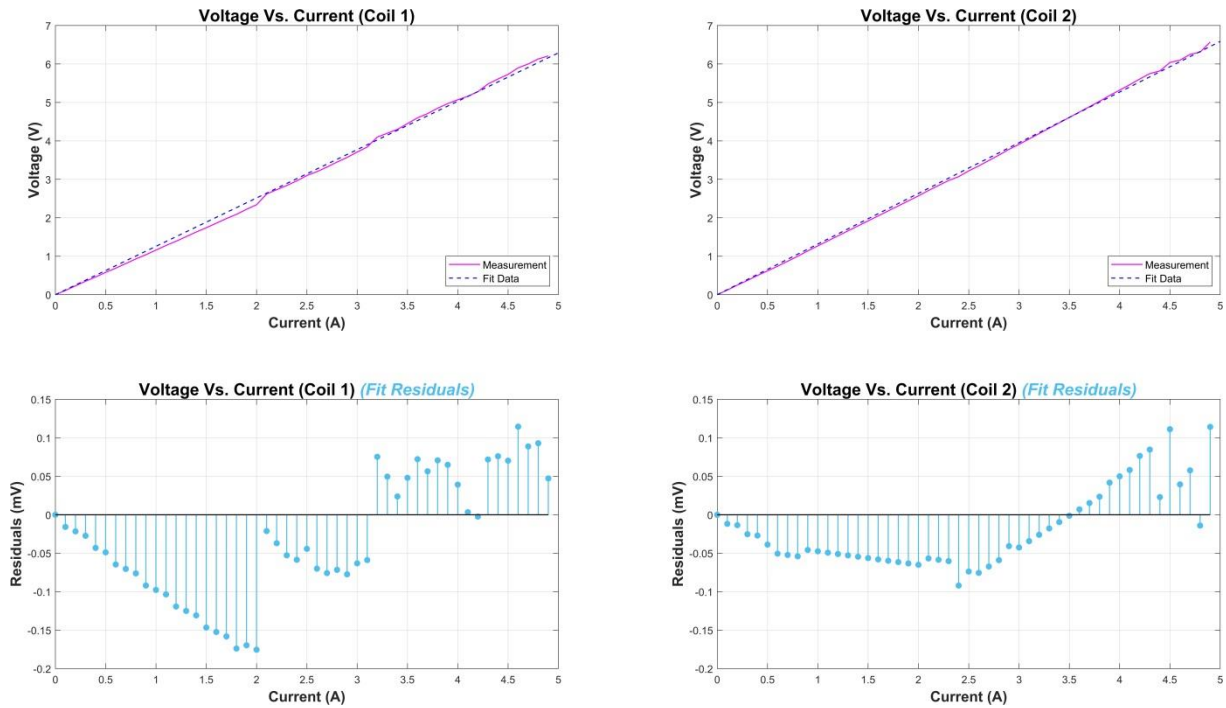 Voltage Vs. Current (Coil 1)
7
6
5
4
3
2
1
0
Voltage (V)
0 0.5 1 1.5 2 2.5 3 3.5 4 4.5 5
Current (A)
Measurement
Fit Data
Voltage Vs. Current (Coil 2)
7
6
5
4
3
2
1
0
Voltage (V)
0 0.5 1 1.5 2 2.5 3 3.5 4 4.5 5
Current (A)
Measurement
Fit Data
Voltage Vs. Current (Coil 1) (Fit Residuals)
0.15
0.1
0.05
0
-0.05
-0.1
-0.15
-0.2
Residuals (mV)
0 0.5 1 1.5 2 2.5 3 3.5 4 4.5 5
Current (A)
Voltage Vs. Current (Coil 2) (Fit Residuals)
0.15
0.1
0.05
0
-0.05
-0.1
-0.15
-0.2
Residuals (mV)
0 0.5 1 1.5 2 2.5 3 3.5 4 4.5 5
Current (A)